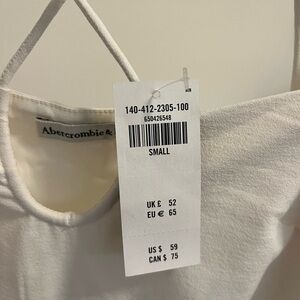 140-412-2305-100
650426548
Abercrombie &
SMALL
UK £ 52
EU € 65
US $ 59
CAN $ 75